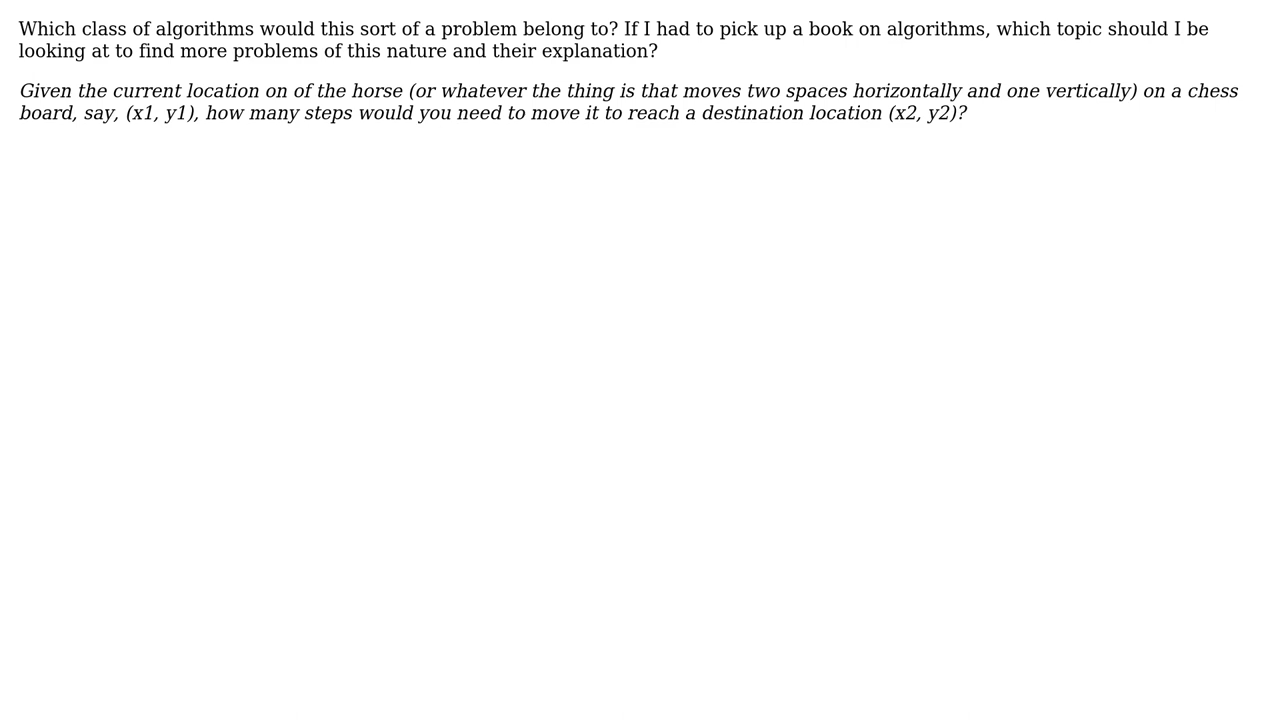 Which class of algorithms would this sort of a problem belong to? If I had to pick up a book on algorithms, which topic should I be
looking at to find more problems of this nature and their explanation?
Given the current location on of the horse (or whatever the thing is that moves two spaces horizontally and one vertically) on a chess
board, say, (x1, y1), how many steps would you need to move it to reach a destination location (x2, y2)?